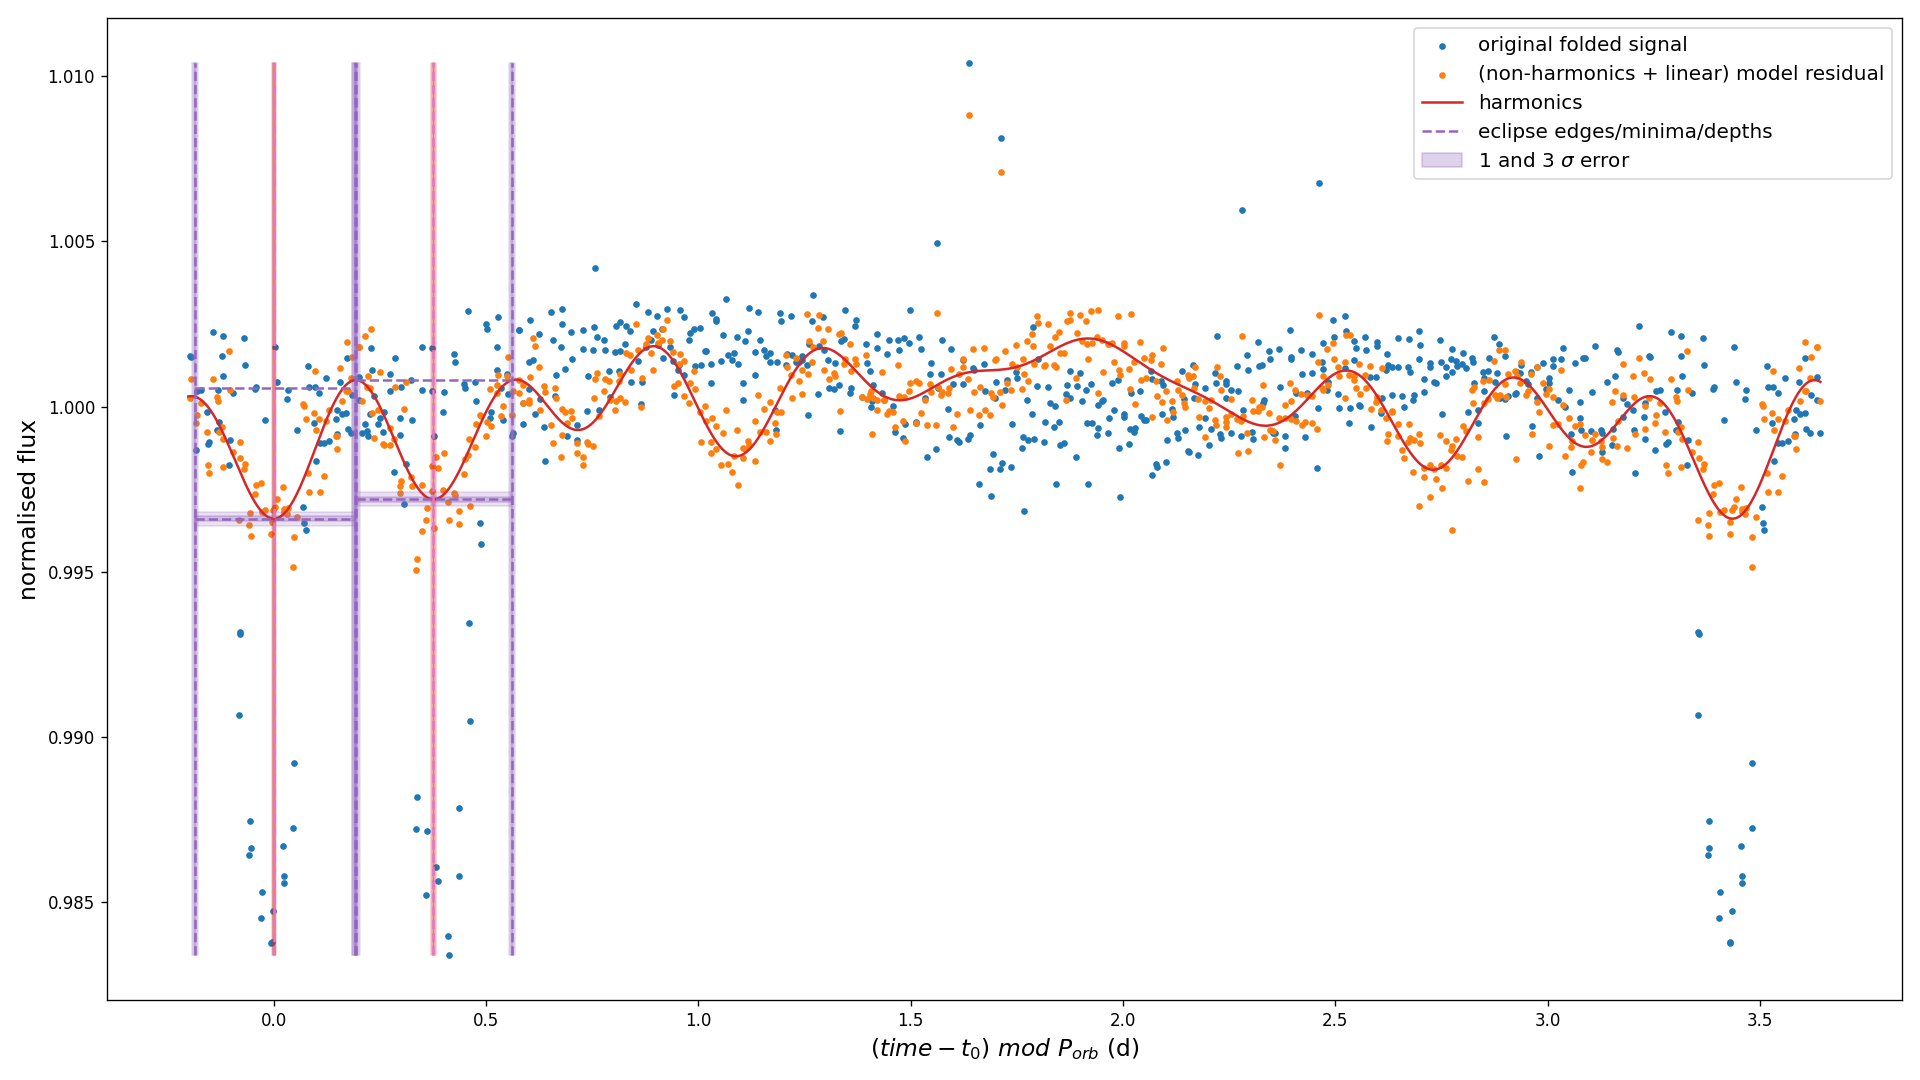 original folded signal
(non-harmonics + linear) model residual
harmonics
eclipse edges/minima/depths
1 and 3 σ error
normalised flux
1.010
1.005
1.000
0.995
0.990
0.985
0.0 0.5 1.0 1.5 2.0 2.5 3.0 3.5
(time − t₀) mod Pₒᵣb (d)